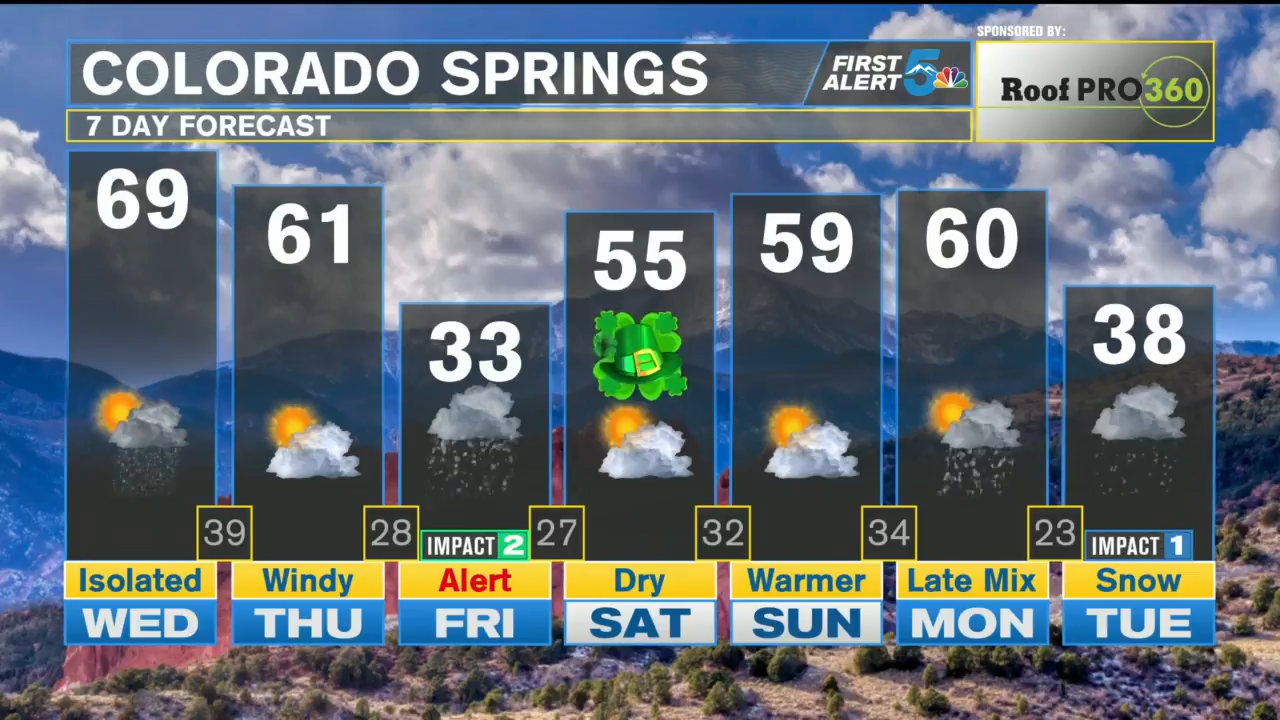 SPONSORED BY:
COLORADO SPRINGS
FIRST ALERT 5
Roof PRO 360
7 DAY FORECAST
69 61 33 55 59 60 38
39 28 27 32 34 23
IMPACT 2 IMPACT 1
Isolated Windy Alert Dry Warmer Late Mix Snow
WED THU FRI SAT SUN MON TUE